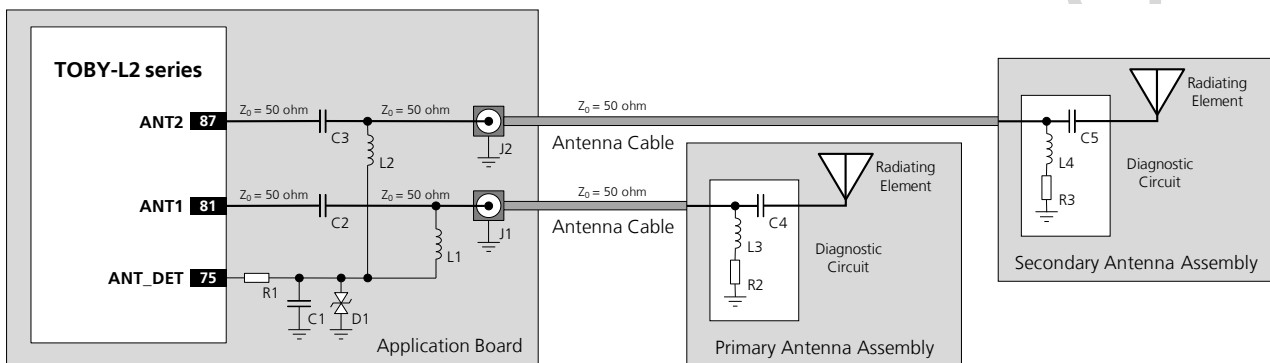 TOBY-L2 series
ANT2 87
Z0 = 50 ohm
C3
Z0 = 50 ohm
L2
J2
Z0 = 50 ohm
Antenna Cable
Radiating
Element
C5
L4
R3
Diagnostic
Circuit
Secondary Antenna Assembly
ANT1 81
Z0 = 50 ohm
C2
Z0 = 50 ohm
L1
J1
Z0 = 50 ohm
Antenna Cable
Radiating
Element
C4
L3
R2
Diagnostic
Circuit
Primary Antenna Assembly
ANT_DET 75
R1
C1
D1
Application Board